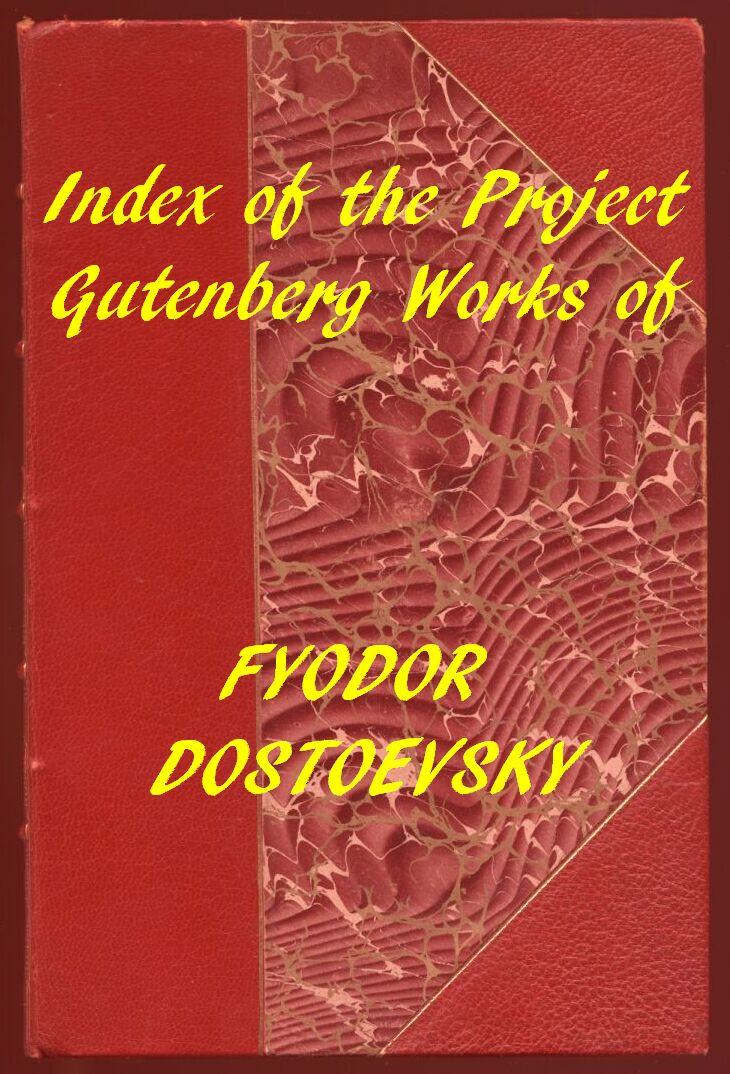 Index of the Project
Gutenberg Works of
FYODOR
DOSTOEVSKY